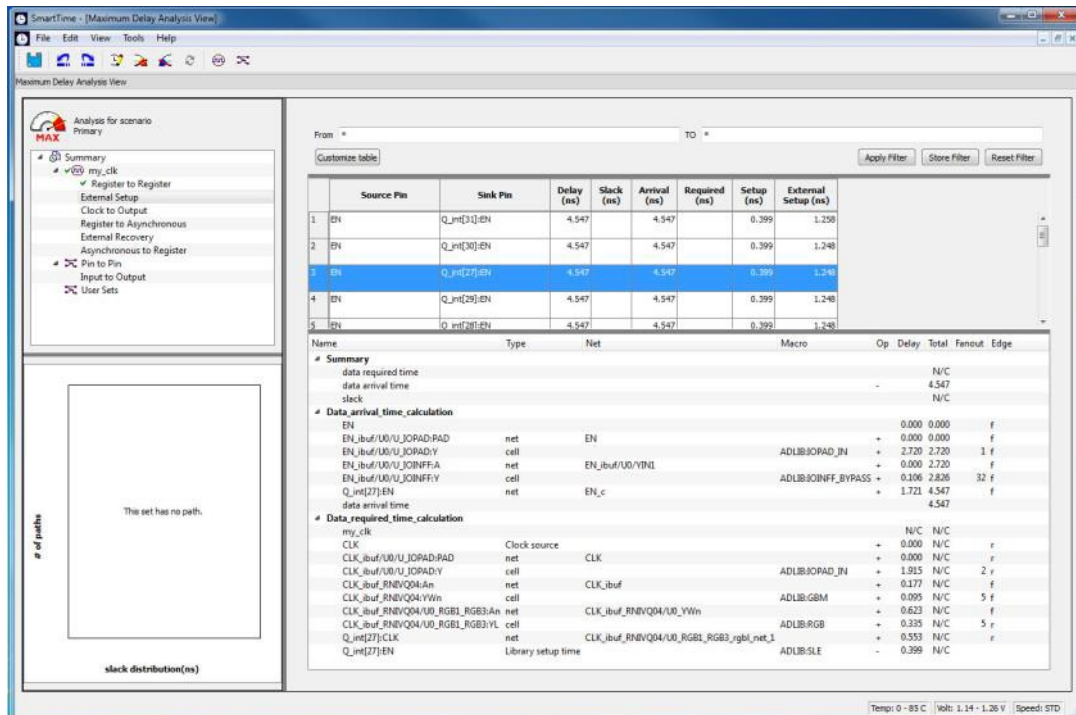 SmartTime - [Maximum Delay Analysis View]
File Edit View Tools Help
Maximum Delay Analysis View
MAX
Analysis for scenario
Primary
Summary
my_clk
Register to Register
External Setup
Clock to Output
Register to Asynchronous
External Recovery
Asynchronous to Register
Pin to Pin
Input to Output
User Sets
# of paths
This set has no path.
slack distribution(ns)
From * TO *
Customize table Apply Filter Store Filter Reset Filter
Source Pin Sink Pin Delay (ns) Slack (ns) Arrival (ns) Required (ns) Setup (ns) External Setup (ns)
1 EN Q_int[31]:EN 4.547 4.547 0.399 1.258
2 EN Q_int[30]:EN 4.547 4.547 0.399 1.248
3 EN Q_int[27]:EN 4.547 4.547 0.399 1.248
4 EN Q_int[29]:EN 4.547 4.547 0.399 1.248
5 EN Q_int[28]:EN 4.547 4.547 0.399 1.248
Name Type Net Macro Op Delay Total Fanout Edge
Summary
data required time N/C
data arrival time - 4.547
slack N/C
Data_arrival_time_calculation
EN 0.000 0.000 f
EN_ibuf/U0/U_IOPAD:PAD net EN + 0.000 0.000 f
EN_ibuf/U0/U_IOPAD:Y cell ADLIB:IOPAD_IN + 2.720 2.720 1 f
EN_ibuf/U0/U_IOINFF:A net EN_ibuf/U0/YIN1 + 0.000 2.720 f
EN_ibuf/U0/U_IOINFF:Y cell ADLIB:IOINFF_BYPASS + 0.106 2.826 32 f
Q_int[27]:EN net EN_c + 1.721 4.547 f
data arrival time 4.547
Data_required_time_calculation
my_clk N/C N/C
CLK Clock source + 0.000 N/C r
CLK_ibuf/U0/U_IOPAD:PAD net CLK + 0.000 N/C r
CLK_ibuf/U0/U_IOPAD:Y cell ADLIB:IOPAD_IN + 1.915 N/C 2 r
CLK_ibuf_RNIVQ04:An net CLK_ibuf + 0.177 N/C f
CLK_ibuf_RNIVQ04:YWn cell ADLIB:GBM + 0.095 N/C 5 f
CLK_ibuf_RNIVQ04/U0_RGB1_RGB3:An net CLK_ibuf_RNIVQ04/U0_YWn + 0.623 N/C f
CLK_ibuf_RNIVQ04/U0_RGB1_RGB3:YL cell ADLIB:RGB + 0.335 N/C 5 r
Q_int[27]:CLK net CLK_ibuf_RNIVQ04/U0_RGB1_RGB3_rgbl_net_1 + 0.553 N/C r
Q_int[27]:EN Library setup time ADLIB:SLE - 0.399 N/C
Temp: 0 - 85 C Volt: 1.14 - 1.26 V Speed: STD